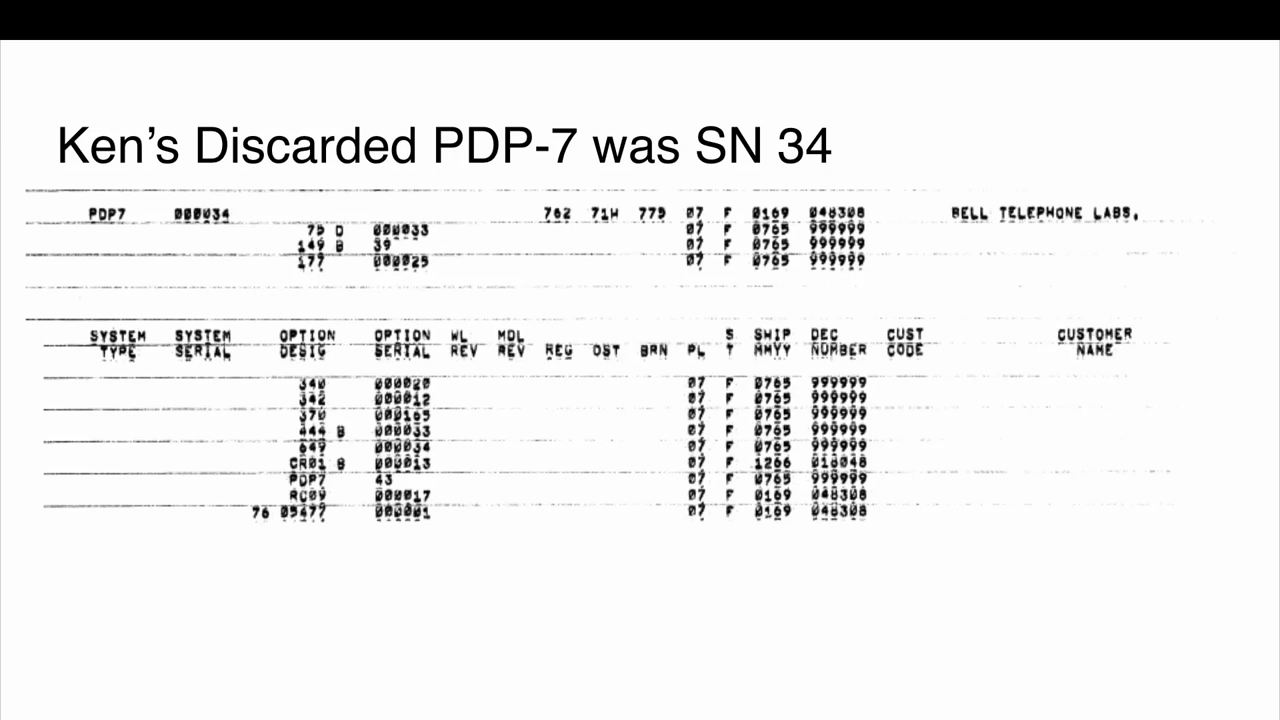 Ken's Discarded PDP-7 was SN 34
PDP7 000034 762 71H 775 07 F 0169 048308 BELL TELEPHONE LABS,
75 D 000033 07 F 0765 999999
149 B 39 07 F 0765 999999
177 000025 07 F 0765 999999
SYSTEM SYSTEM OPTION OPTION WL MDL S SHIP DEC CUST CUSTOMER
TYPE SERIAL DESIG SERIAL REV REV REG OST BRN PL T MMYY NUMBER CODE NAME
340 000020 07 F 0765 999999
342 000012 07 F 0765 999999
370 000165 07 F 0765 999999
444 B 000033 07 F 0765 999999
649 000034 07 F 0765 999999
CR01 B 000013 07 F 1266 018048
PDP7 43 07 F 0765 999999
RC09 000017 07 F 0169 048308
76 05477 000001 07 F 0169 048308